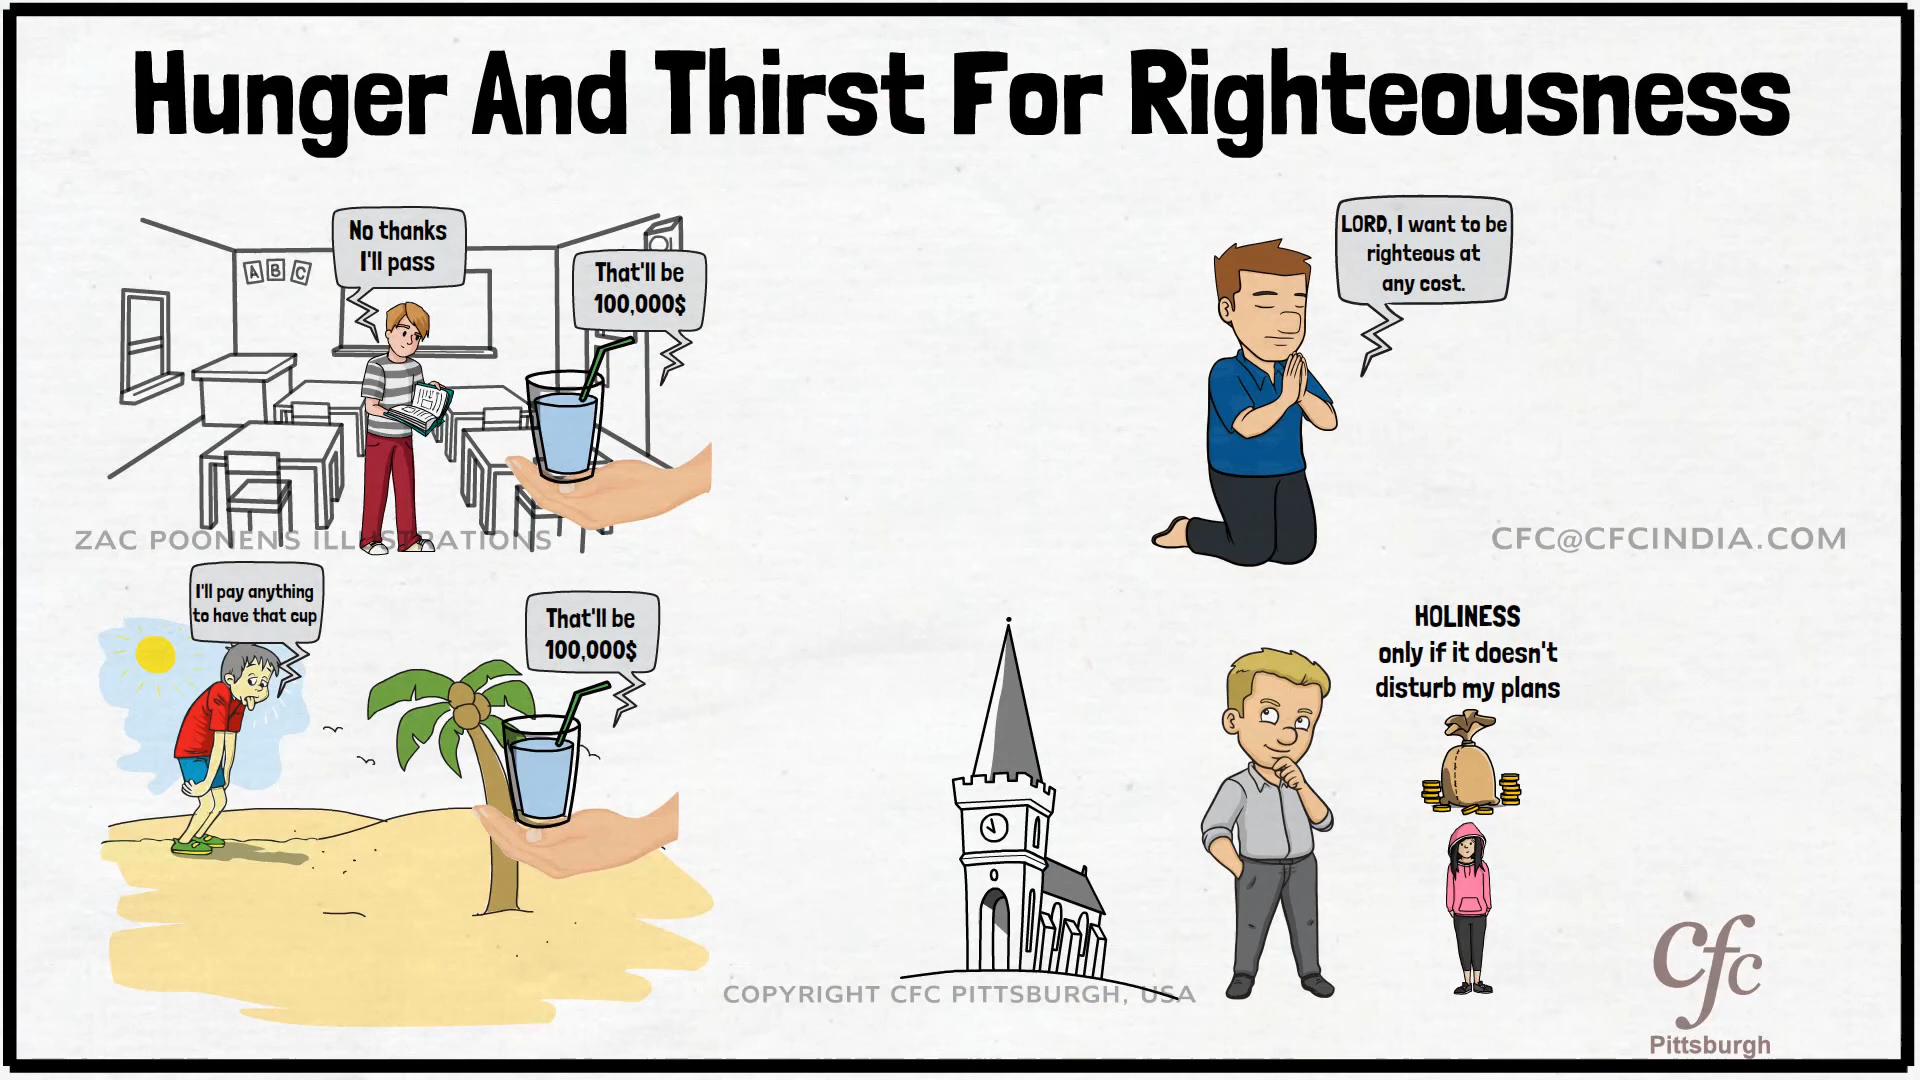 Hunger And Thirst For Righteousness
No thanks
I'll pass
That'll be
100,000$
A B C
LORD, I want to be
righteous at
any cost.
ZAC POONEN'S ILLUSTRATIONS
CFC@CFCINDIA.COM
I'll pay anything
to have that cup
That'll be
100,000$
HOLINESS
only if it doesn't
disturb my plans
COPYRIGHT CFC PITTSBURGH, USA
cfc
Pittsburgh